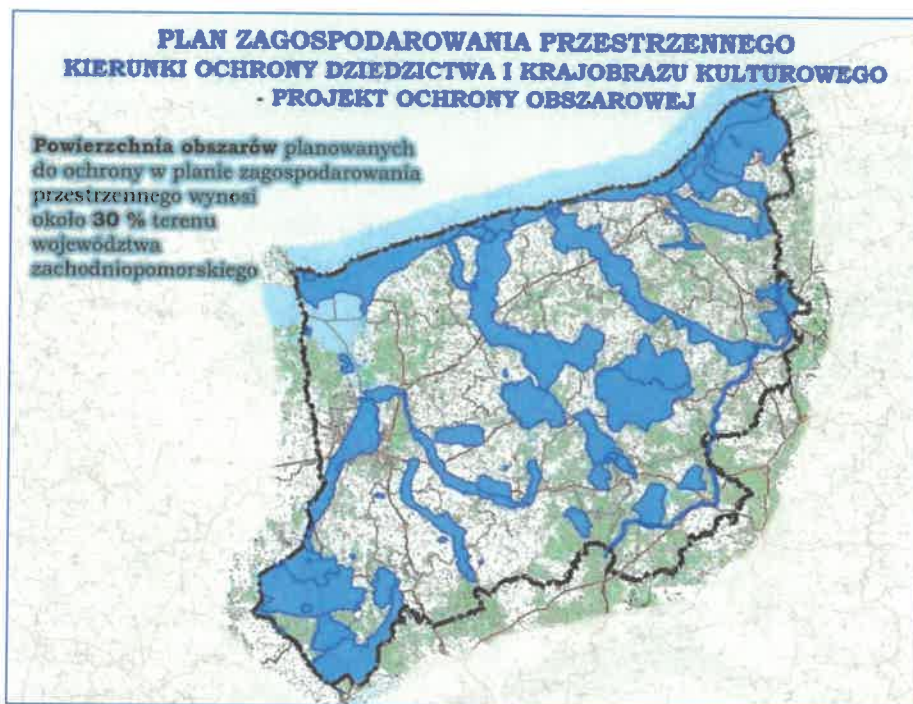 PLAN ZAGOSPODAROWANIA PRZESTRZENNEGO
KIERUNKI OCHRONY DZIEDZICTWA I KRAJOBRAZU KULTUROWEGO
PROJEKT OCHRONY OBSZAROWEJ
Powierzchnia obszarów planowanych
do ochrony w planie zagospodarowania
przestrzennego wynosi
około 30 % terenu
województwa
zachodniopomorskiego